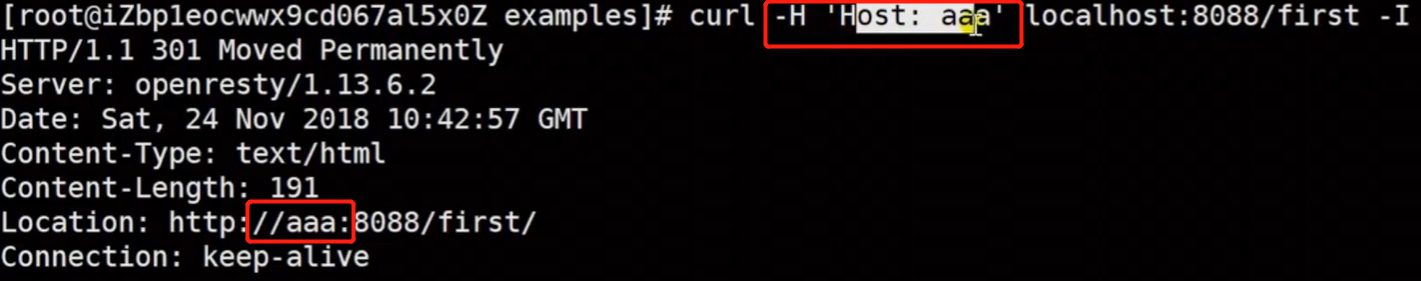 [root@iZbp1eocwwx9cd067al5x0Z examples]# curl -H 'Host: aaa' localhost:8088/first -I
HTTP/1.1 301 Moved Permanently
Server: openresty/1.13.6.2
Date: Sat, 24 Nov 2018 10:42:57 GMT
Content-Type: text/html
Content-Length: 191
Location: http://aaa:8088/first/
Connection: keep-alive